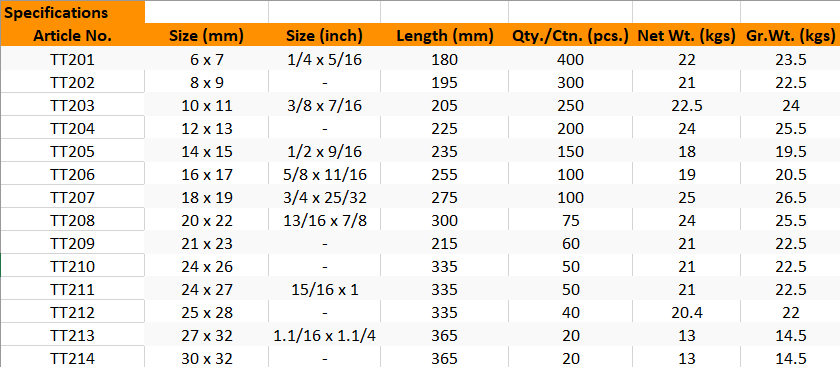 Specifications
Article No. Size (mm) Size (inch) Length (mm) Qty./Ctn. (pcs.) Net Wt. (kgs) Gr.Wt. (kgs)
TT201 6 x 7 1/4 x 5/16 180 400 22 23.5
TT202 8 x 9 - 195 300 21 22.5
TT203 10 x 11 3/8 x 7/16 205 250 22.5 24
TT204 12 x 13 - 225 200 24 25.5
TT205 14 x 15 1/2 x 9/16 235 150 18 19.5
TT206 16 x 17 5/8 x 11/16 255 100 19 20.5
TT207 18 x 19 3/4 x 25/32 275 100 25 26.5
TT208 20 x 22 13/16 x 7/8 300 75 24 25.5
TT209 21 x 23 - 215 60 21 22.5
TT210 24 x 26 - 335 50 21 22.5
TT211 24 x 27 15/16 x 1 335 50 21 22.5
TT212 25 x 28 - 335 40 20.4 22
TT213 27 x 32 1.1/16 x 1.1/4 365 20 13 14.5
TT214 30 x 32 - 365 20 13 14.5